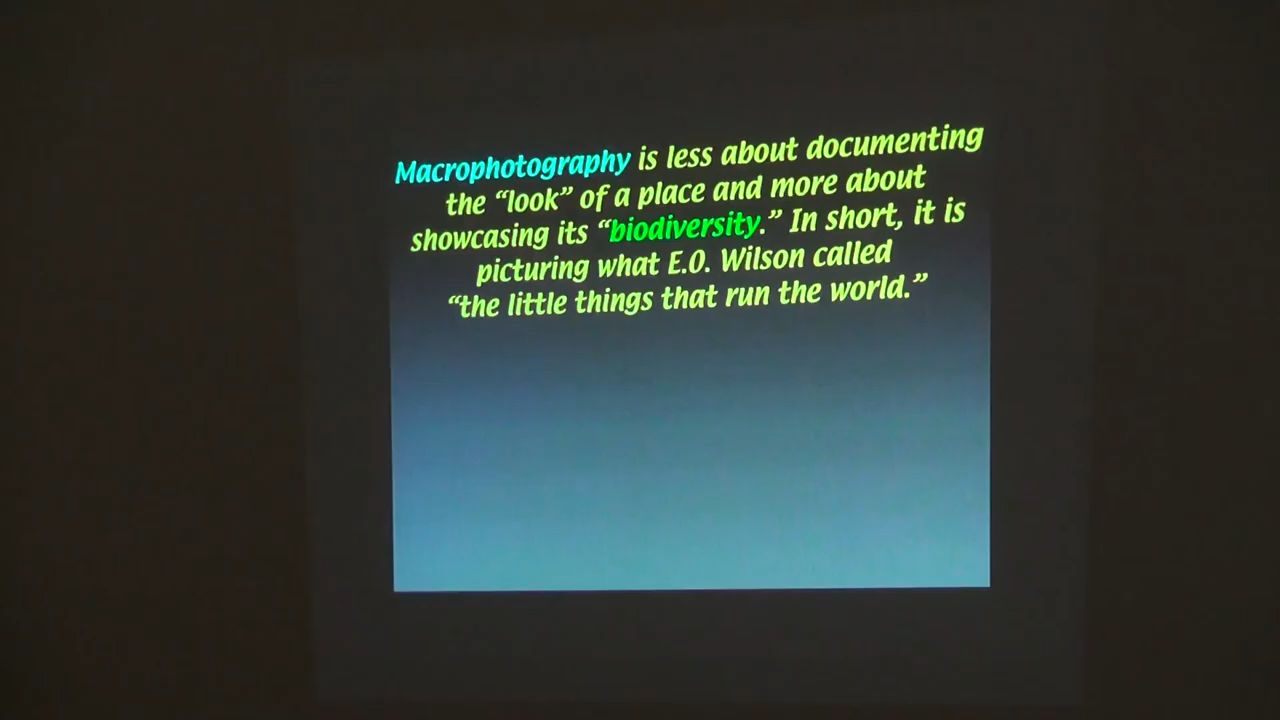 Macrophotography is less about documenting
the “look” of a place and more about
showcasing its “biodiversity.” In short, it is
picturing what E.O. Wilson called
“the little things that run the world.”